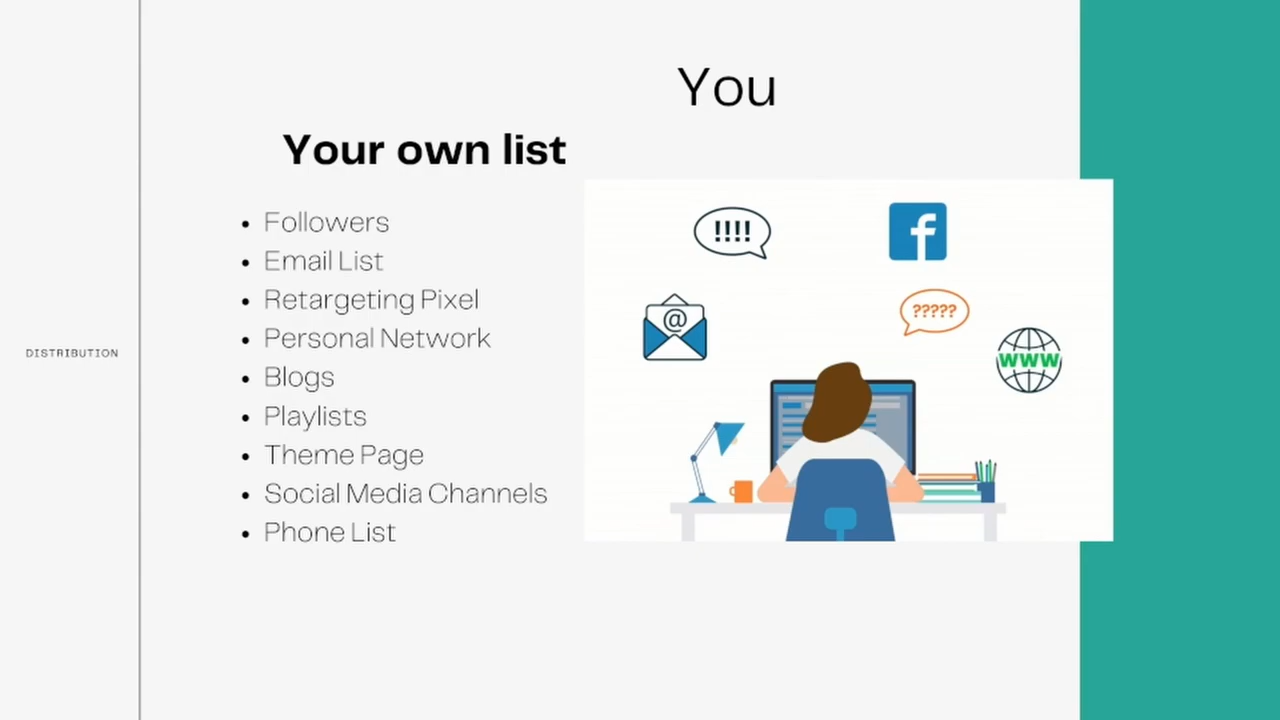 You
Your own list
Followers
Email List
Retargeting Pixel
Personal Network
Blogs
Playlists
Theme Page
Social Media Channels
Phone List
DISTRIBUTION
!!!!
f
@
?????
WWW